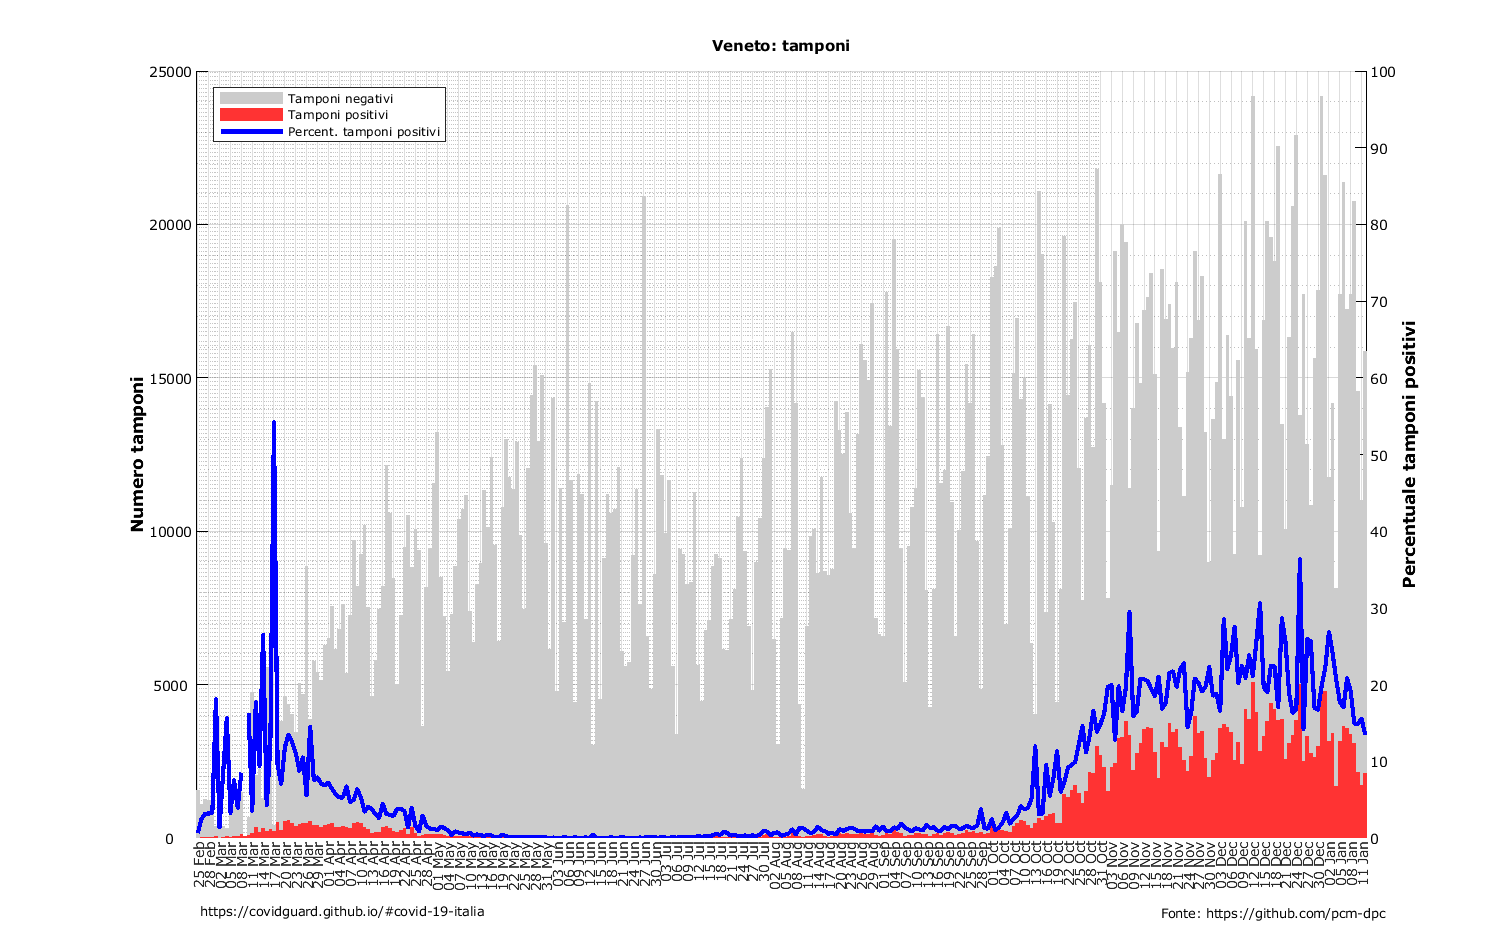 Veneto: tamponi
Tamponi negativi
Tamponi positivi
Percent. tamponi positivi
Numero tamponi
25000
20000
15000
10000
5000
0
Percentuale tamponi positivi
100
90
80
70
60
50
40
30
20
10
0
25 Feb
28 Feb
02 Mar
05 Mar
08 Mar
11 Mar
14 Mar
17 Mar
20 Mar
23 Mar
26 Mar
29 Mar
01 Apr
04 Apr
07 Apr
10 Apr
13 Apr
16 Apr
19 Apr
22 Apr
25 Apr
28 Apr
01 May
04 May
07 May
10 May
13 May
16 May
19 May
22 May
25 May
28 May
31 May
03 Jun
06 Jun
09 Jun
12 Jun
15 Jun
18 Jun
21 Jun
24 Jun
27 Jun
30 Jun
03 Jul
06 Jul
09 Jul
12 Jul
15 Jul
18 Jul
21 Jul
24 Jul
27 Jul
30 Jul
02 Aug
05 Aug
08 Aug
11 Aug
14 Aug
17 Aug
20 Aug
23 Aug
26 Aug
29 Aug
01 Sep
04 Sep
07 Sep
10 Sep
13 Sep
16 Sep
19 Sep
22 Sep
25 Sep
28 Sep
01 Oct
04 Oct
07 Oct
10 Oct
13 Oct
16 Oct
19 Oct
22 Oct
25 Oct
28 Oct
31 Oct
03 Nov
06 Nov
09 Nov
12 Nov
15 Nov
18 Nov
21 Nov
24 Nov
27 Nov
30 Nov
03 Dec
06 Dec
09 Dec
12 Dec
15 Dec
18 Dec
21 Dec
24 Dec
27 Dec
30 Dec
02 Jan
05 Jan
08 Jan
11 Jan
https://covidguard.github.io/#covid-19-italia
Fonte: https://github.com/pcm-dpc